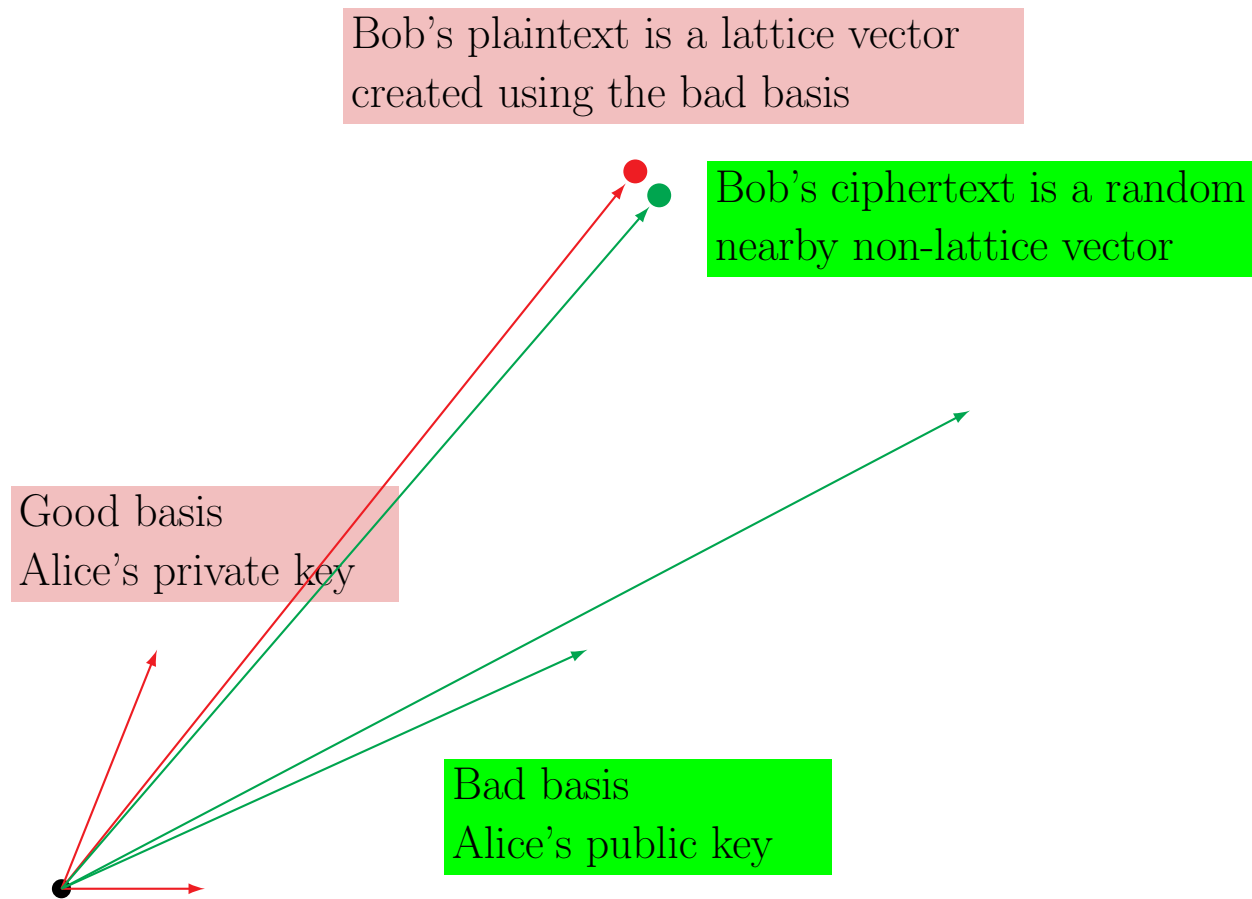 Bob's plaintext is a lattice vector
created using the bad basis
Bob's ciphertext is a random
nearby non-lattice vector
Good basis
Alice's private key
Bad basis
Alice's public key